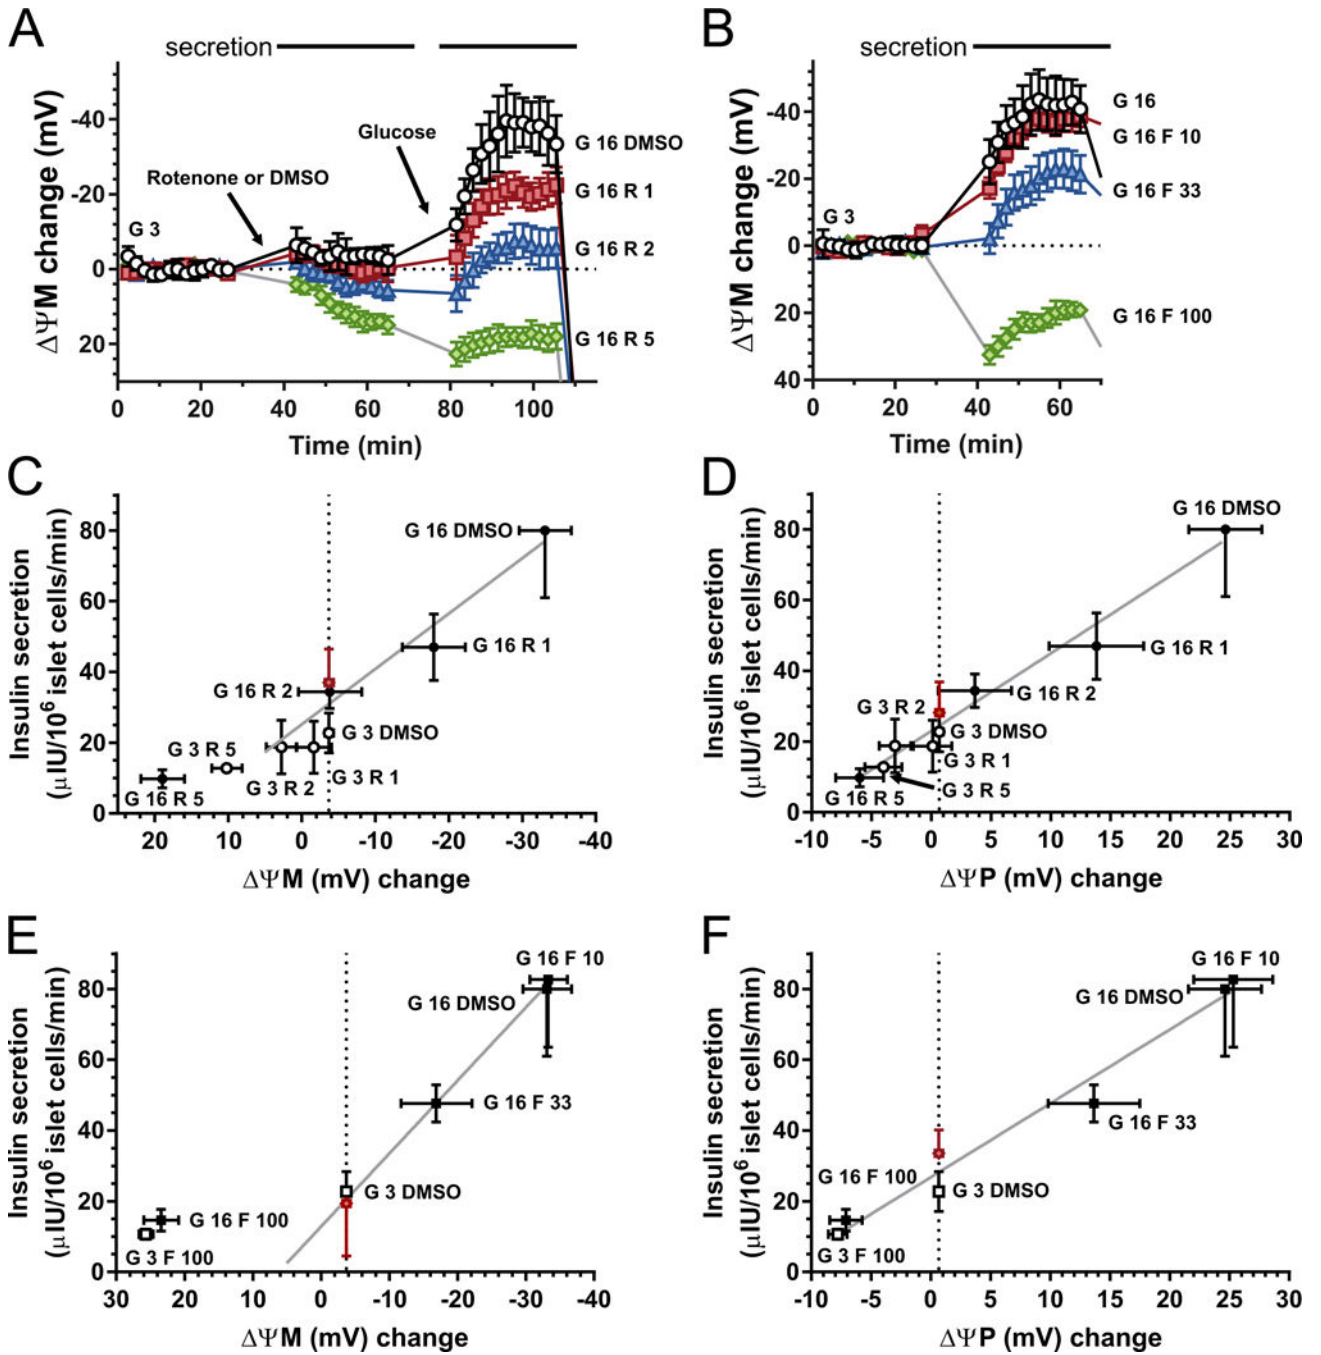 A
secretion
ΔΨM change (mV)
-40
-20
0
20
G 3
Rotenone or DMSO
Glucose
G 16 DMSO
G 16 R 1
G 16 R 2
G 16 R 5
0 20 40 60 80 100
Time (min)
B
secretion
ΔΨM change (mV)
-40
-20
0
20
40
G 3
G 16
G 16 F 10
G 16 F 33
G 16 F 100
0 20 40 60
Time (min)
C
Insulin secretion
(μIU/10⁶ islet cells/min)
80
60
40
20
0
G 16 DMSO
G 16 R 1
G 16 R 2
G 3 DMSO
G 3 R 5
G 3 R 1
G 3 R 2
G 16 R 5
20 10 0 -10 -20 -30 -40
ΔΨM (mV) change
D
Insulin secretion
(μIU/10⁶ islet cells/min)
80
60
40
20
0
G 16 DMSO
G 16 R 1
G 3 R 2
G 16 R 2
G 3 DMSO
G 3 R 1
G 16 R 5
G 3 R 5
-10 -5 0 5 10 15 20 25 30
ΔΨP (mV) change
E
Insulin secretion
(μIU/10⁶ islet cells/min)
80
60
40
20
0
G 16 F 10
G 16 DMSO
G 16 F 33
G 3 DMSO
G 16 F 100
G 3 F 100
30 20 10 0 -10 -20 -30 -40
ΔΨM (mV) change
F
Insulin secretion
(μIU/10⁶ islet cells/min)
80
60
40
20
0
G 16 F 10
G 16 DMSO
G 16 F 33
G 16 F 100
G 3 DMSO
G 3 F 100
-10 -5 0 5 10 15 20 25 30
ΔΨP (mV) change